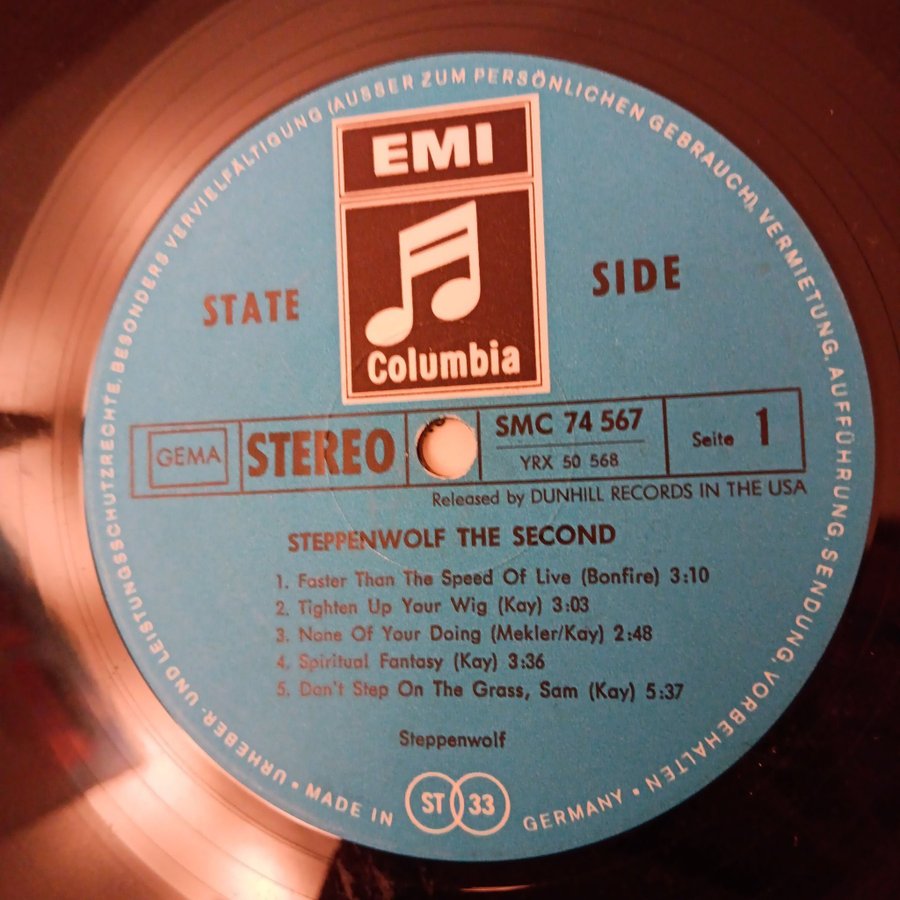 URHEBER- UND LEISTUNGSSCHUTZRECHTE, BESONDERS VERVIELFÄLTIGUNG (AUSSER ZUM PERSÖNLICHEN GEBRAUCH), VERMIETUNG, AUFFÜHRUNG, SENDUNG, VORBEHALTEN •
EMI
STATE SIDE
Columbia
GEMA STEREO SMC 74 567 Seite 1
YRX 50 568
Released by DUNHILL RECORDS IN THE USA
STEPPENWOLF THE SECOND
1. Faster Than The Speed Of Live (Bonfire) 3:10
2. Tighten Up Your Wig (Kay) 3:03
3. None Of Your Doing (Mekler/Kay) 2:48
4. Spiritual Fantasy (Kay) 3:36
5. Don't Step On The Grass, Sam (Kay) 5:37
Steppenwolf
• MADE IN ST 33 GERMANY •